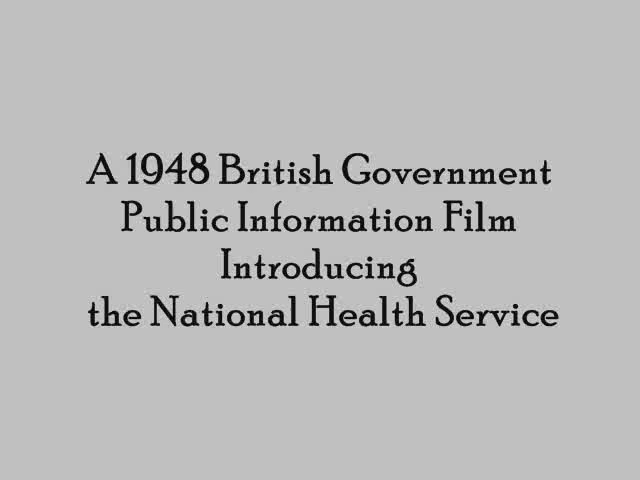 A 1948 British Government
Public Information Film
Introducing
the National Health Service